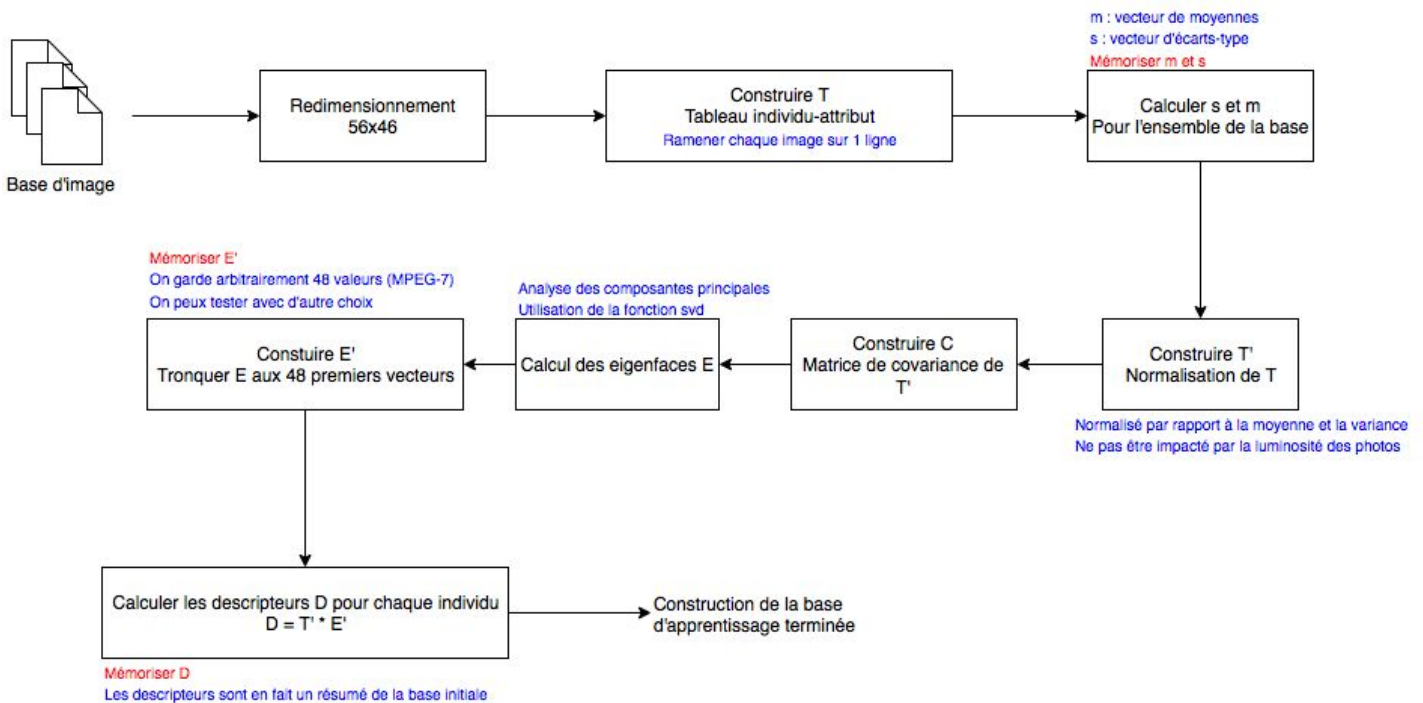 Base d'image
Redimensionnement
56x46
Construire T
Tableau individu-attribut
Ramener chaque image sur 1 ligne
m : vecteur de moyennes
s : vecteur d'écarts-type
Mémoriser m et s
Calculer s et m
Pour l'ensemble de la base
Construire T'
Normalisation de T
Normalisé par rapport à la moyenne et la variance
Ne pas être impacté par la luminosité des photos
Construire C
Matrice de covariance de
T'
Analyse des composantes principales
Utilisation de la fonction svd
Calcul des eigenfaces E
Mémoriser E'
On garde arbitrairement 48 valeurs (MPEG-7)
On peux tester avec d'autre choix
Constuire E'
Tronquer E aux 48 premiers vecteurs
Calculer les descripteurs D pour chaque individu
D = T' * E'
Mémoriser D
Les descripteurs sont en fait un résumé de la base initiale
Construction de la base
d'apprentissage terminée